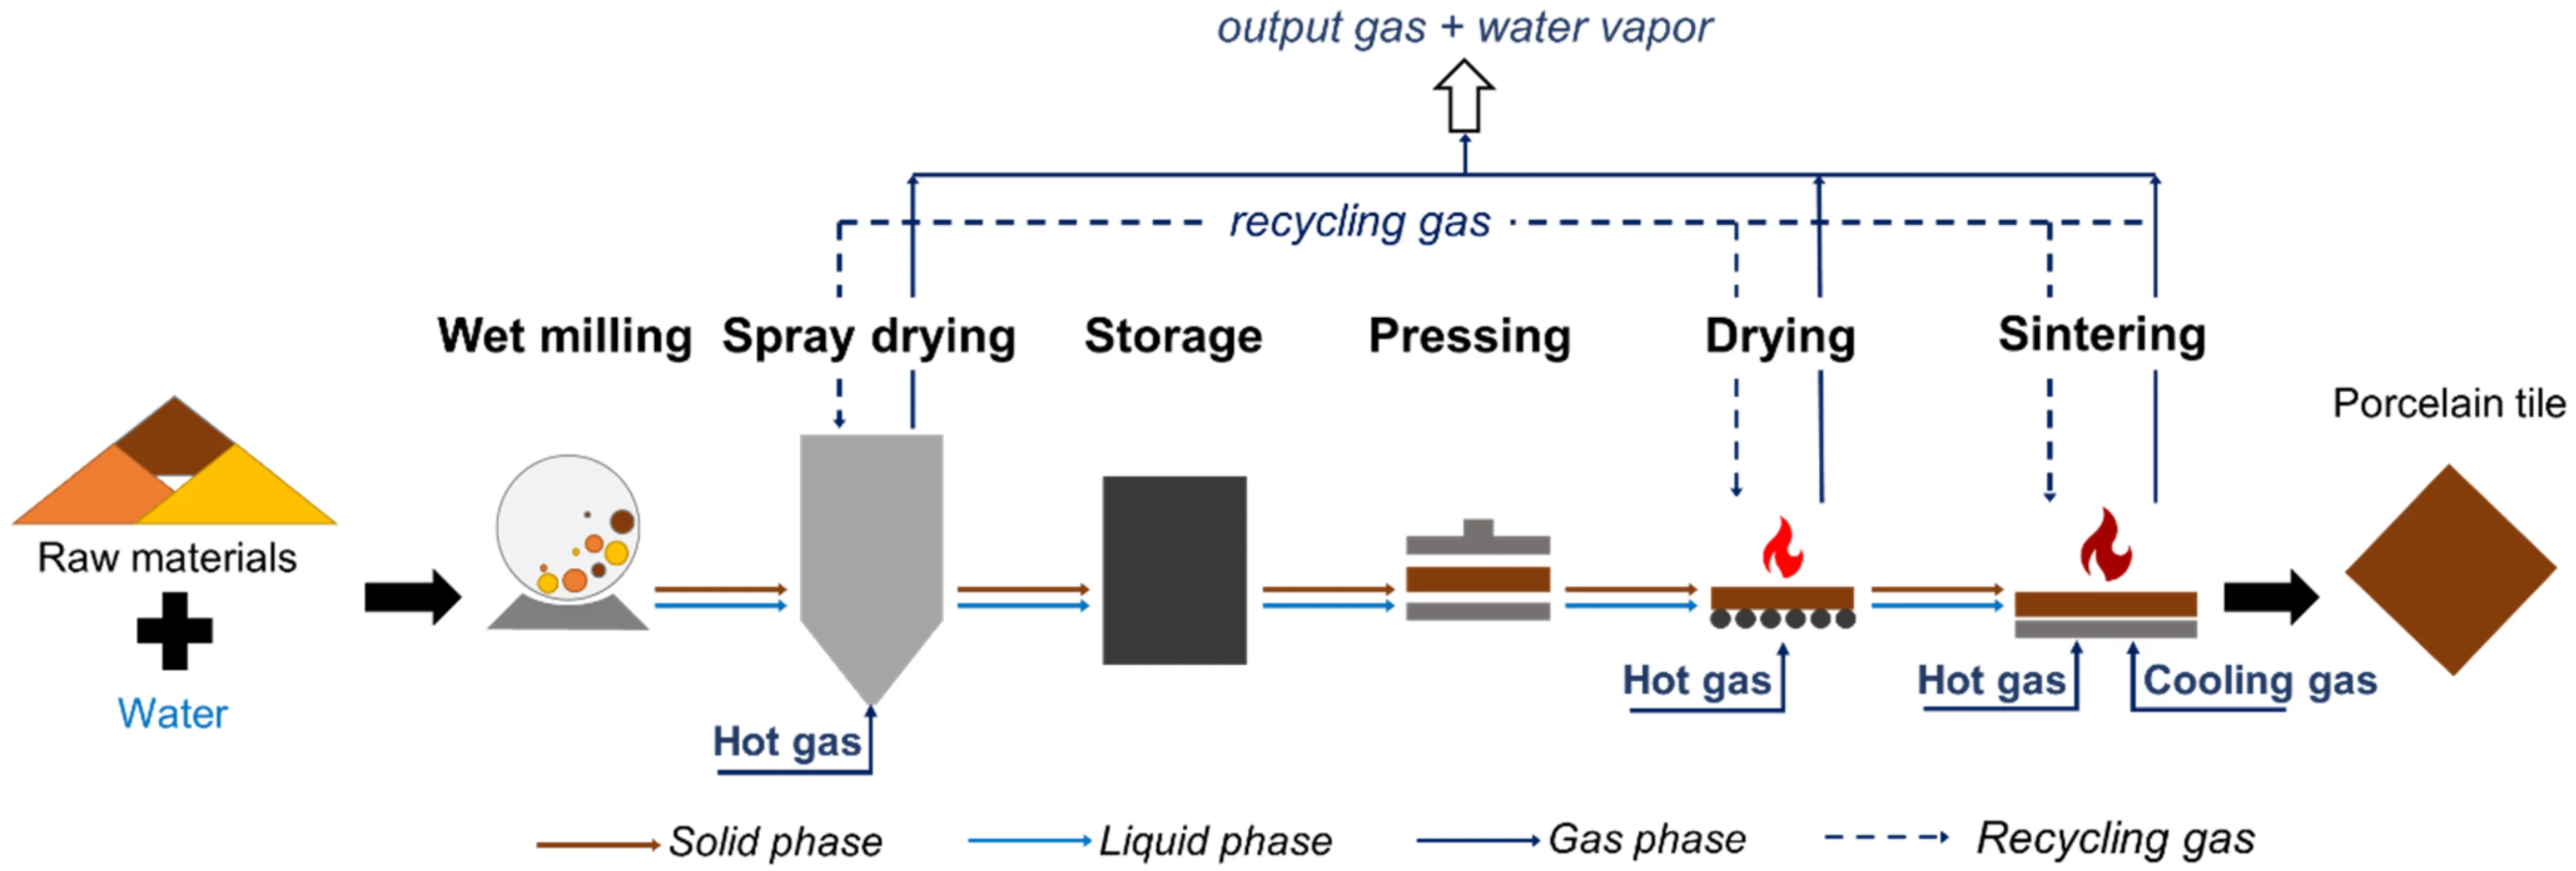 output gas + water vapor
recycling gas
Wet milling
Spray drying
Storage
Pressing
Drying
Sintering
Porcelain tile
Raw materials
Water
Hot gas
Hot gas
Hot gas
Cooling gas
Solid phase
Liquid phase
Gas phase
Recycling gas